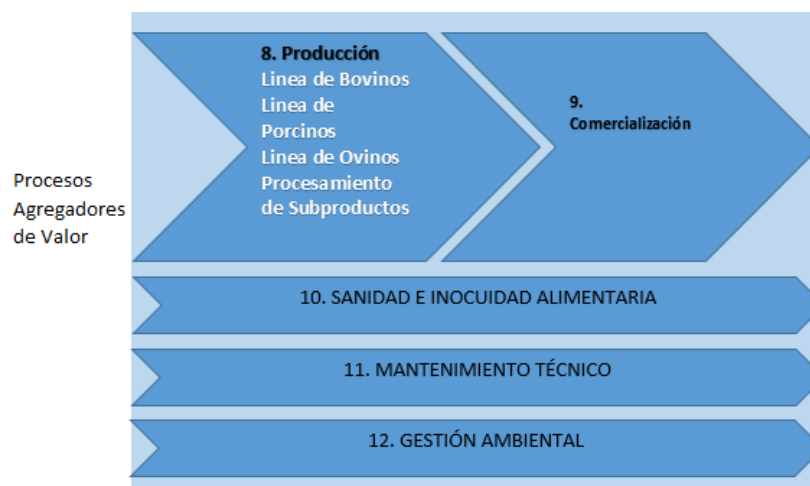 Procesos
Agregadores
de Valor
8. Producción
Linea de Bovinos
Linea de
Porcinos
Linea de Ovinos
Procesamiento
de Subproductos
9.
Comercialización
10. SANIDAD E INOCUIDAD ALIMENTARIA
11. MANTENIMIENTO TÉCNICO
12. GESTIÓN AMBIENTAL